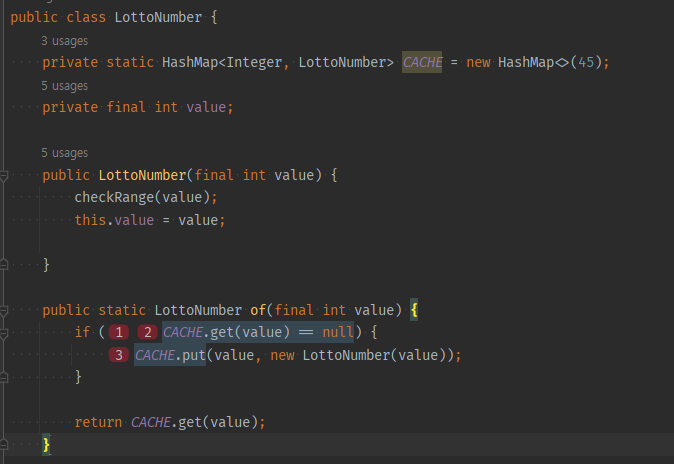 public class LottoNumber {
3 usages
private static HashMap<Integer, LottoNumber> CACHE = new HashMap<>(45);
5 usages
private final int value;
5 usages
public LottoNumber(final int value) {
checkRange(value);
this.value = value;
}
public static LottoNumber of(final int value) {
if ( 1 2 CACHE.get(value) == null) {
3 CACHE.put(value, new LottoNumber(value));
}
return CACHE.get(value);
}